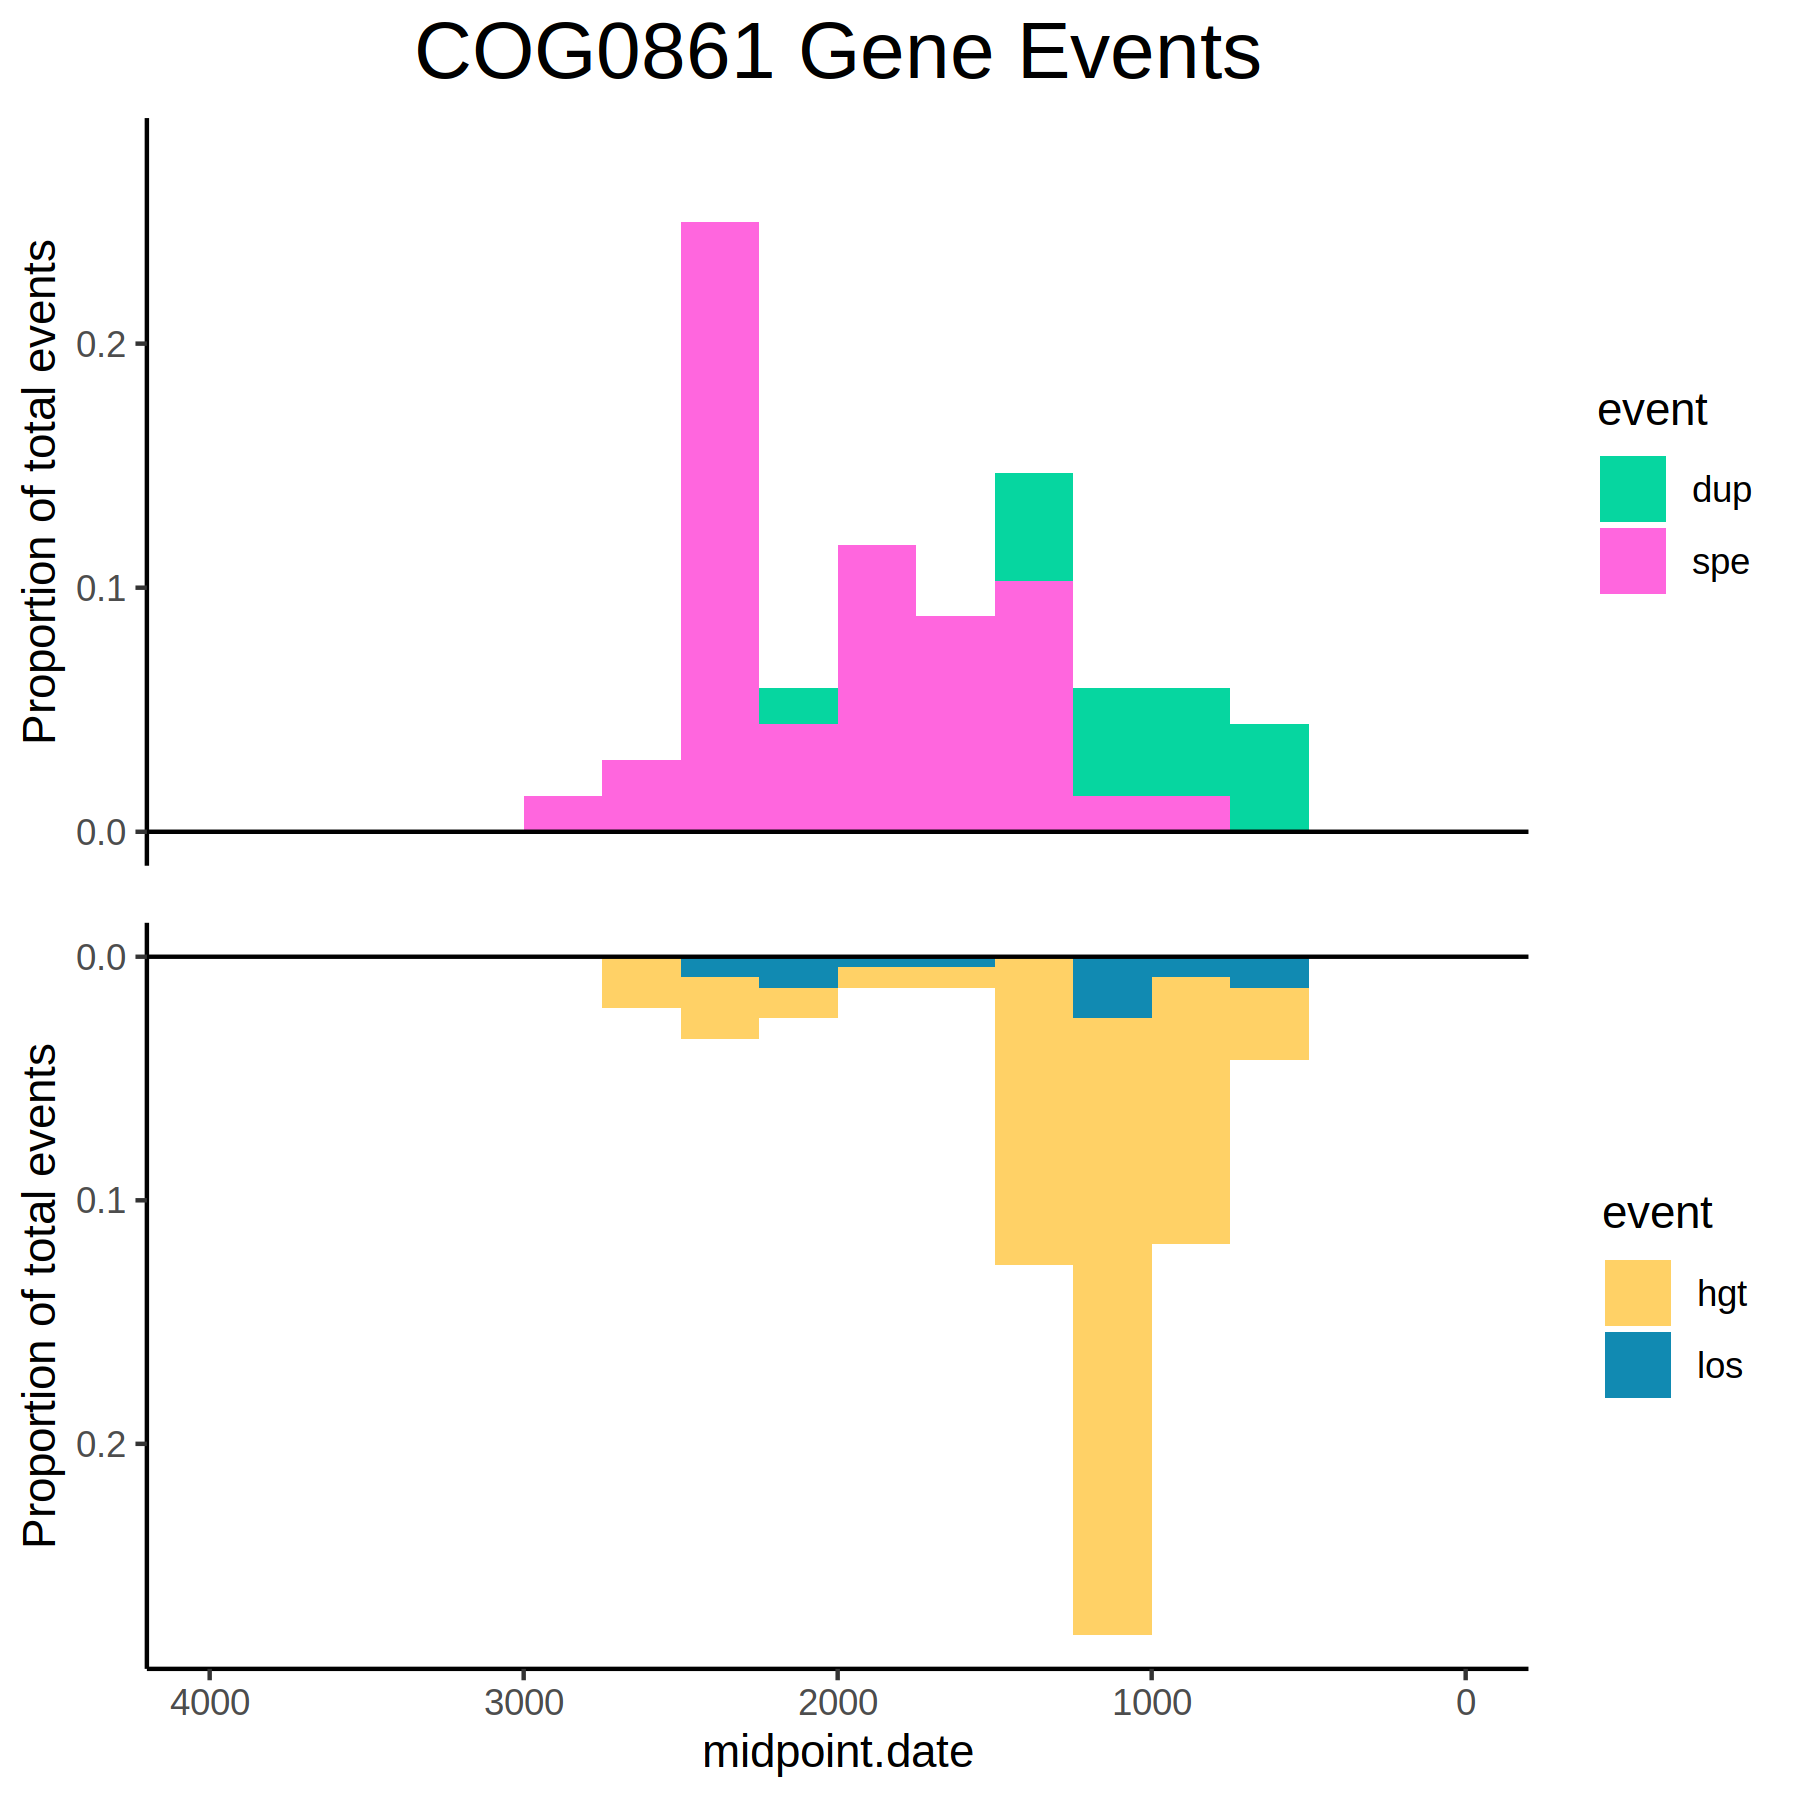 COG0861 Gene Events
Proportion of total events
0.2
0.1
0.0
event
dup
spe
Proportion of total events
0.0
0.1
0.2
event
hgt
los
4000 3000 2000 1000 0
midpoint.date